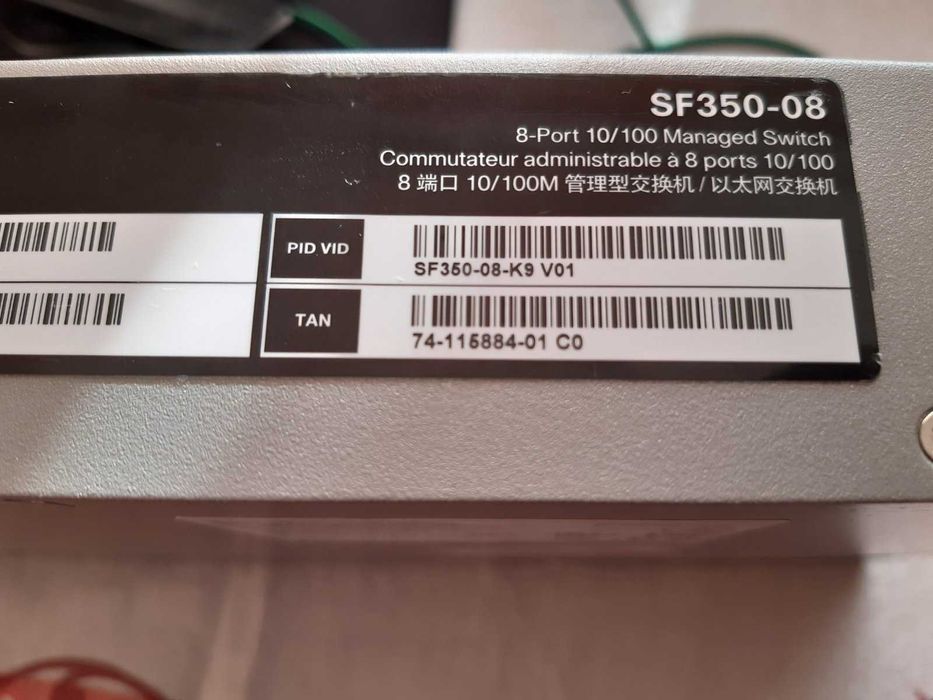 SF350-08
8-Port 10/100 Managed Switch
Commutateur administrable à 8 ports 10/100
8 端口 10/100M 管理型交换机 / 以太网交换机
PID VID
SF350-08-K9 V01
TAN
74-115884-01 C0